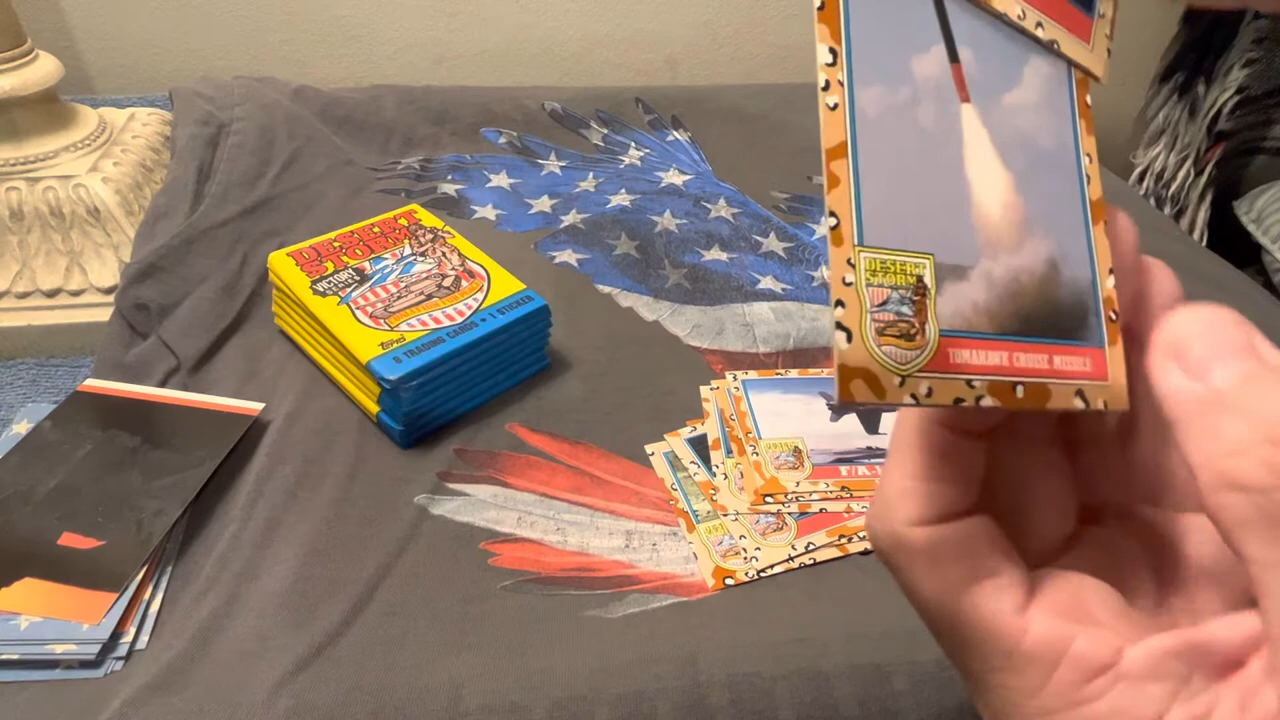 DESERT
STORM
VICTORY
SERIES
Topps
8 TRADING CARDS • 1 STICKER
DESERT
STORM
TOMAHAWK CRUISE MISSILE
F/A-